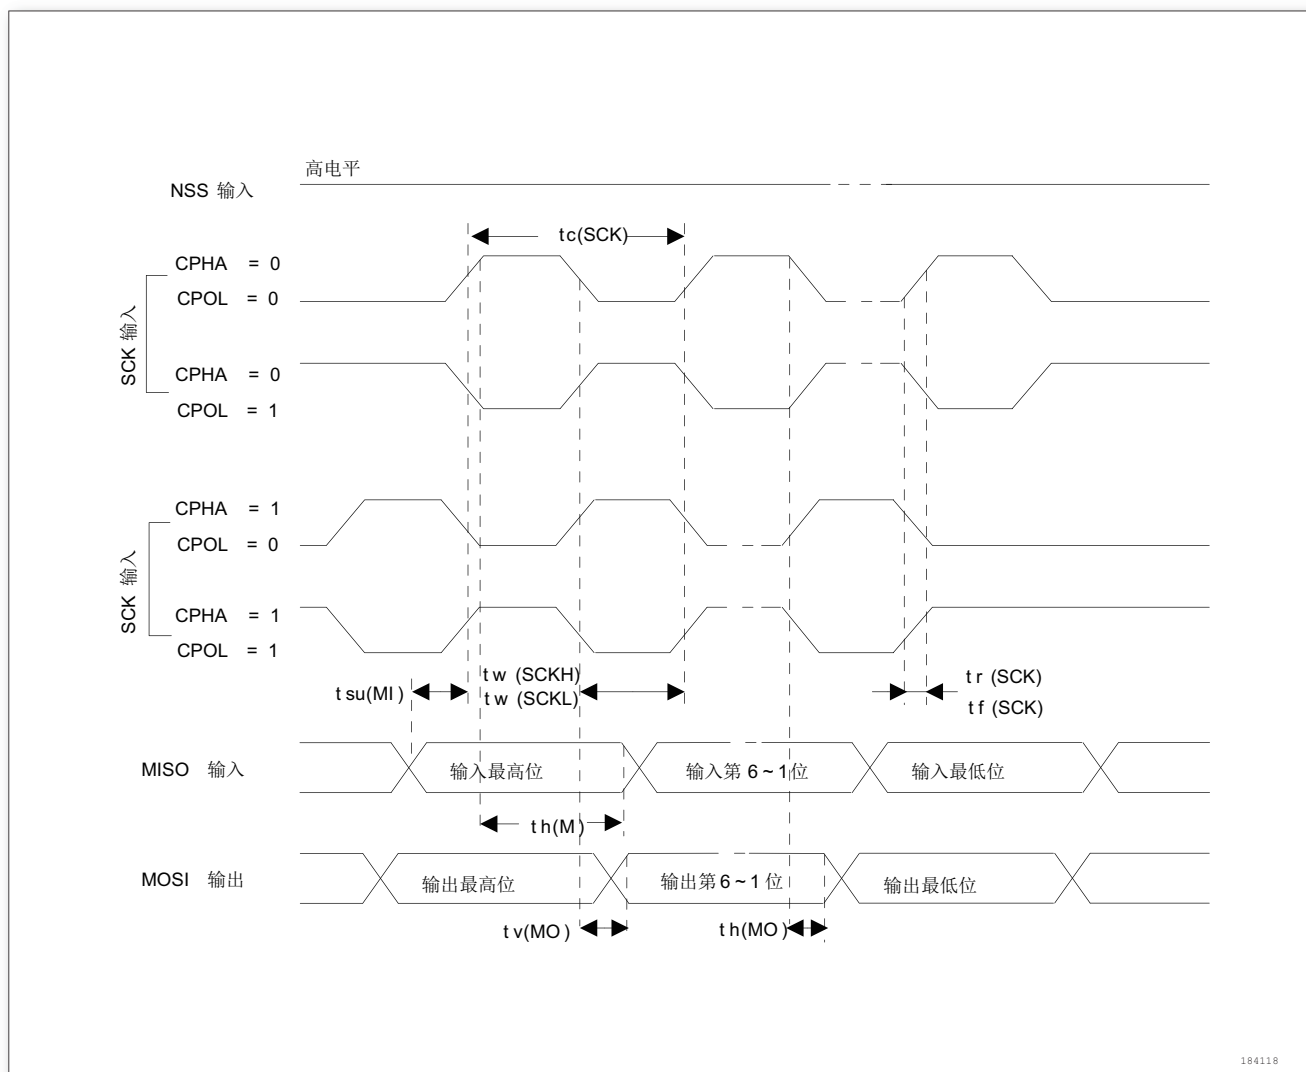 高电平
NSS 输入
tc(SCK)
CPHA = 0
CPOL = 0
SCK 输入
CPHA = 0
CPOL = 1
CPHA = 1
CPOL = 0
SCK 输入
CPHA = 1
CPOL = 1
tsu(MI)
tw (SCKH)
tw (SCKL)
tr (SCK)
tf (SCK)
MISO 输入
输入最高位
输入第 6~1位
输入最低位
th(M)
MOSI 输出
输出最高位
输出第6~1 位
输出最低位
tv(MO)
th(MO)
184118